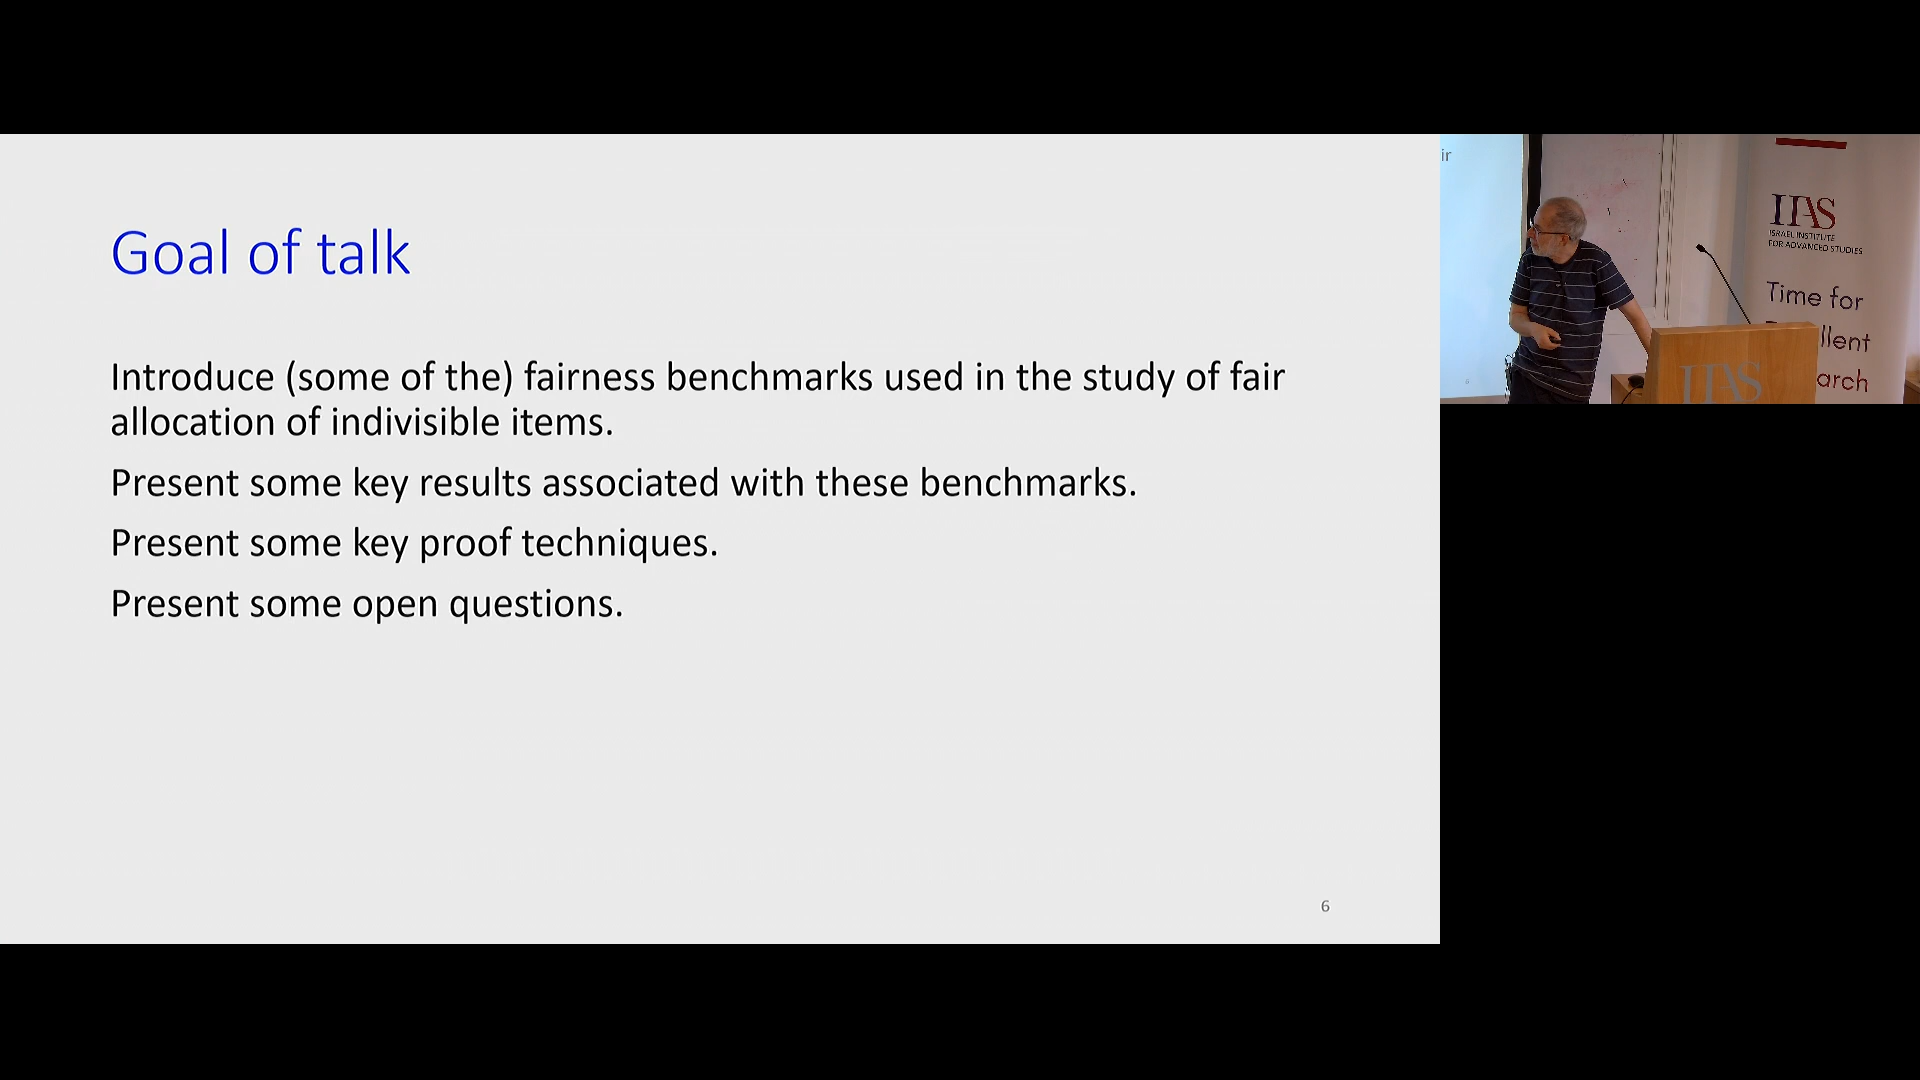 Goal of talk
Introduce (some of the) fairness benchmarks used in the study of fair
allocation of indivisible items.
Present some key results associated with these benchmarks.
Present some key proof techniques.
Present some open questions.
6
ir
IIAS
ISRAEL INSTITUTE
FOR ADVANCED STUDIES
Time for
llent
arch
IIAS